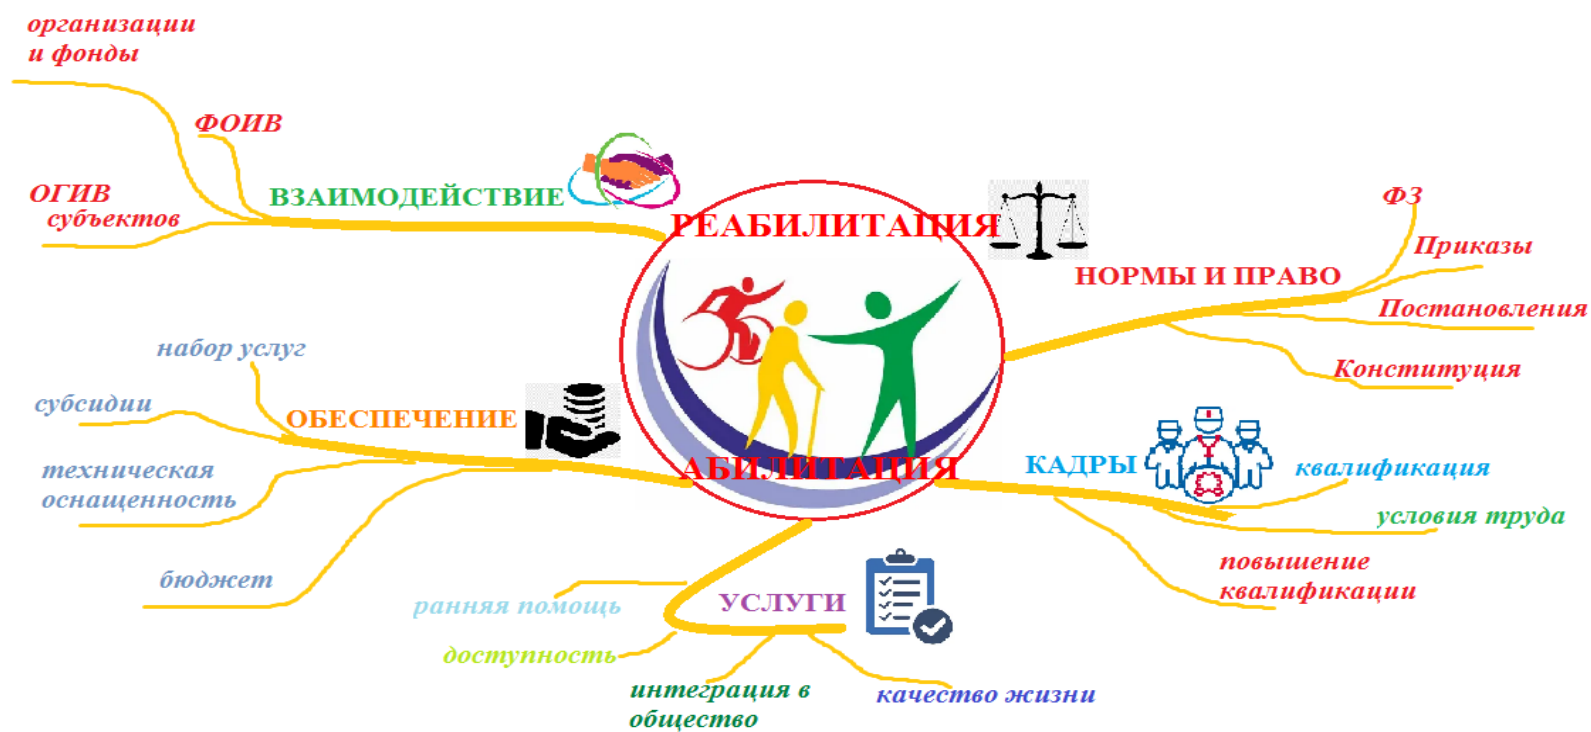 организации
и фонды
ФОИВ
ОГИВ
субъектов
ВЗАИМОДЕЙСТВИЕ
РЕАБИЛИТАЦИЯ
АБИЛИТАЦИЯ
НОРМЫ И ПРАВО
ФЗ
Приказы
Постановления
Конституция
набор услуг
субсидии
ОБЕСПЕЧЕНИЕ
техническая
оснащенность
бюджет
КАДРЫ
квалификация
условия труда
повышение
квалификации
УСЛУГИ
ранняя помощь
доступность
интеграция в
общество
качество жизни